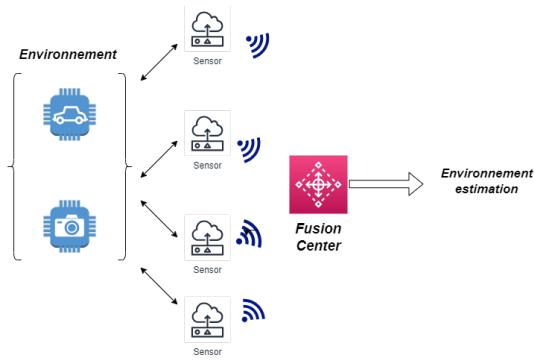 Environnement
Sensor
Sensor
Sensor
Sensor
Fusion
Center
Environnement
estimation